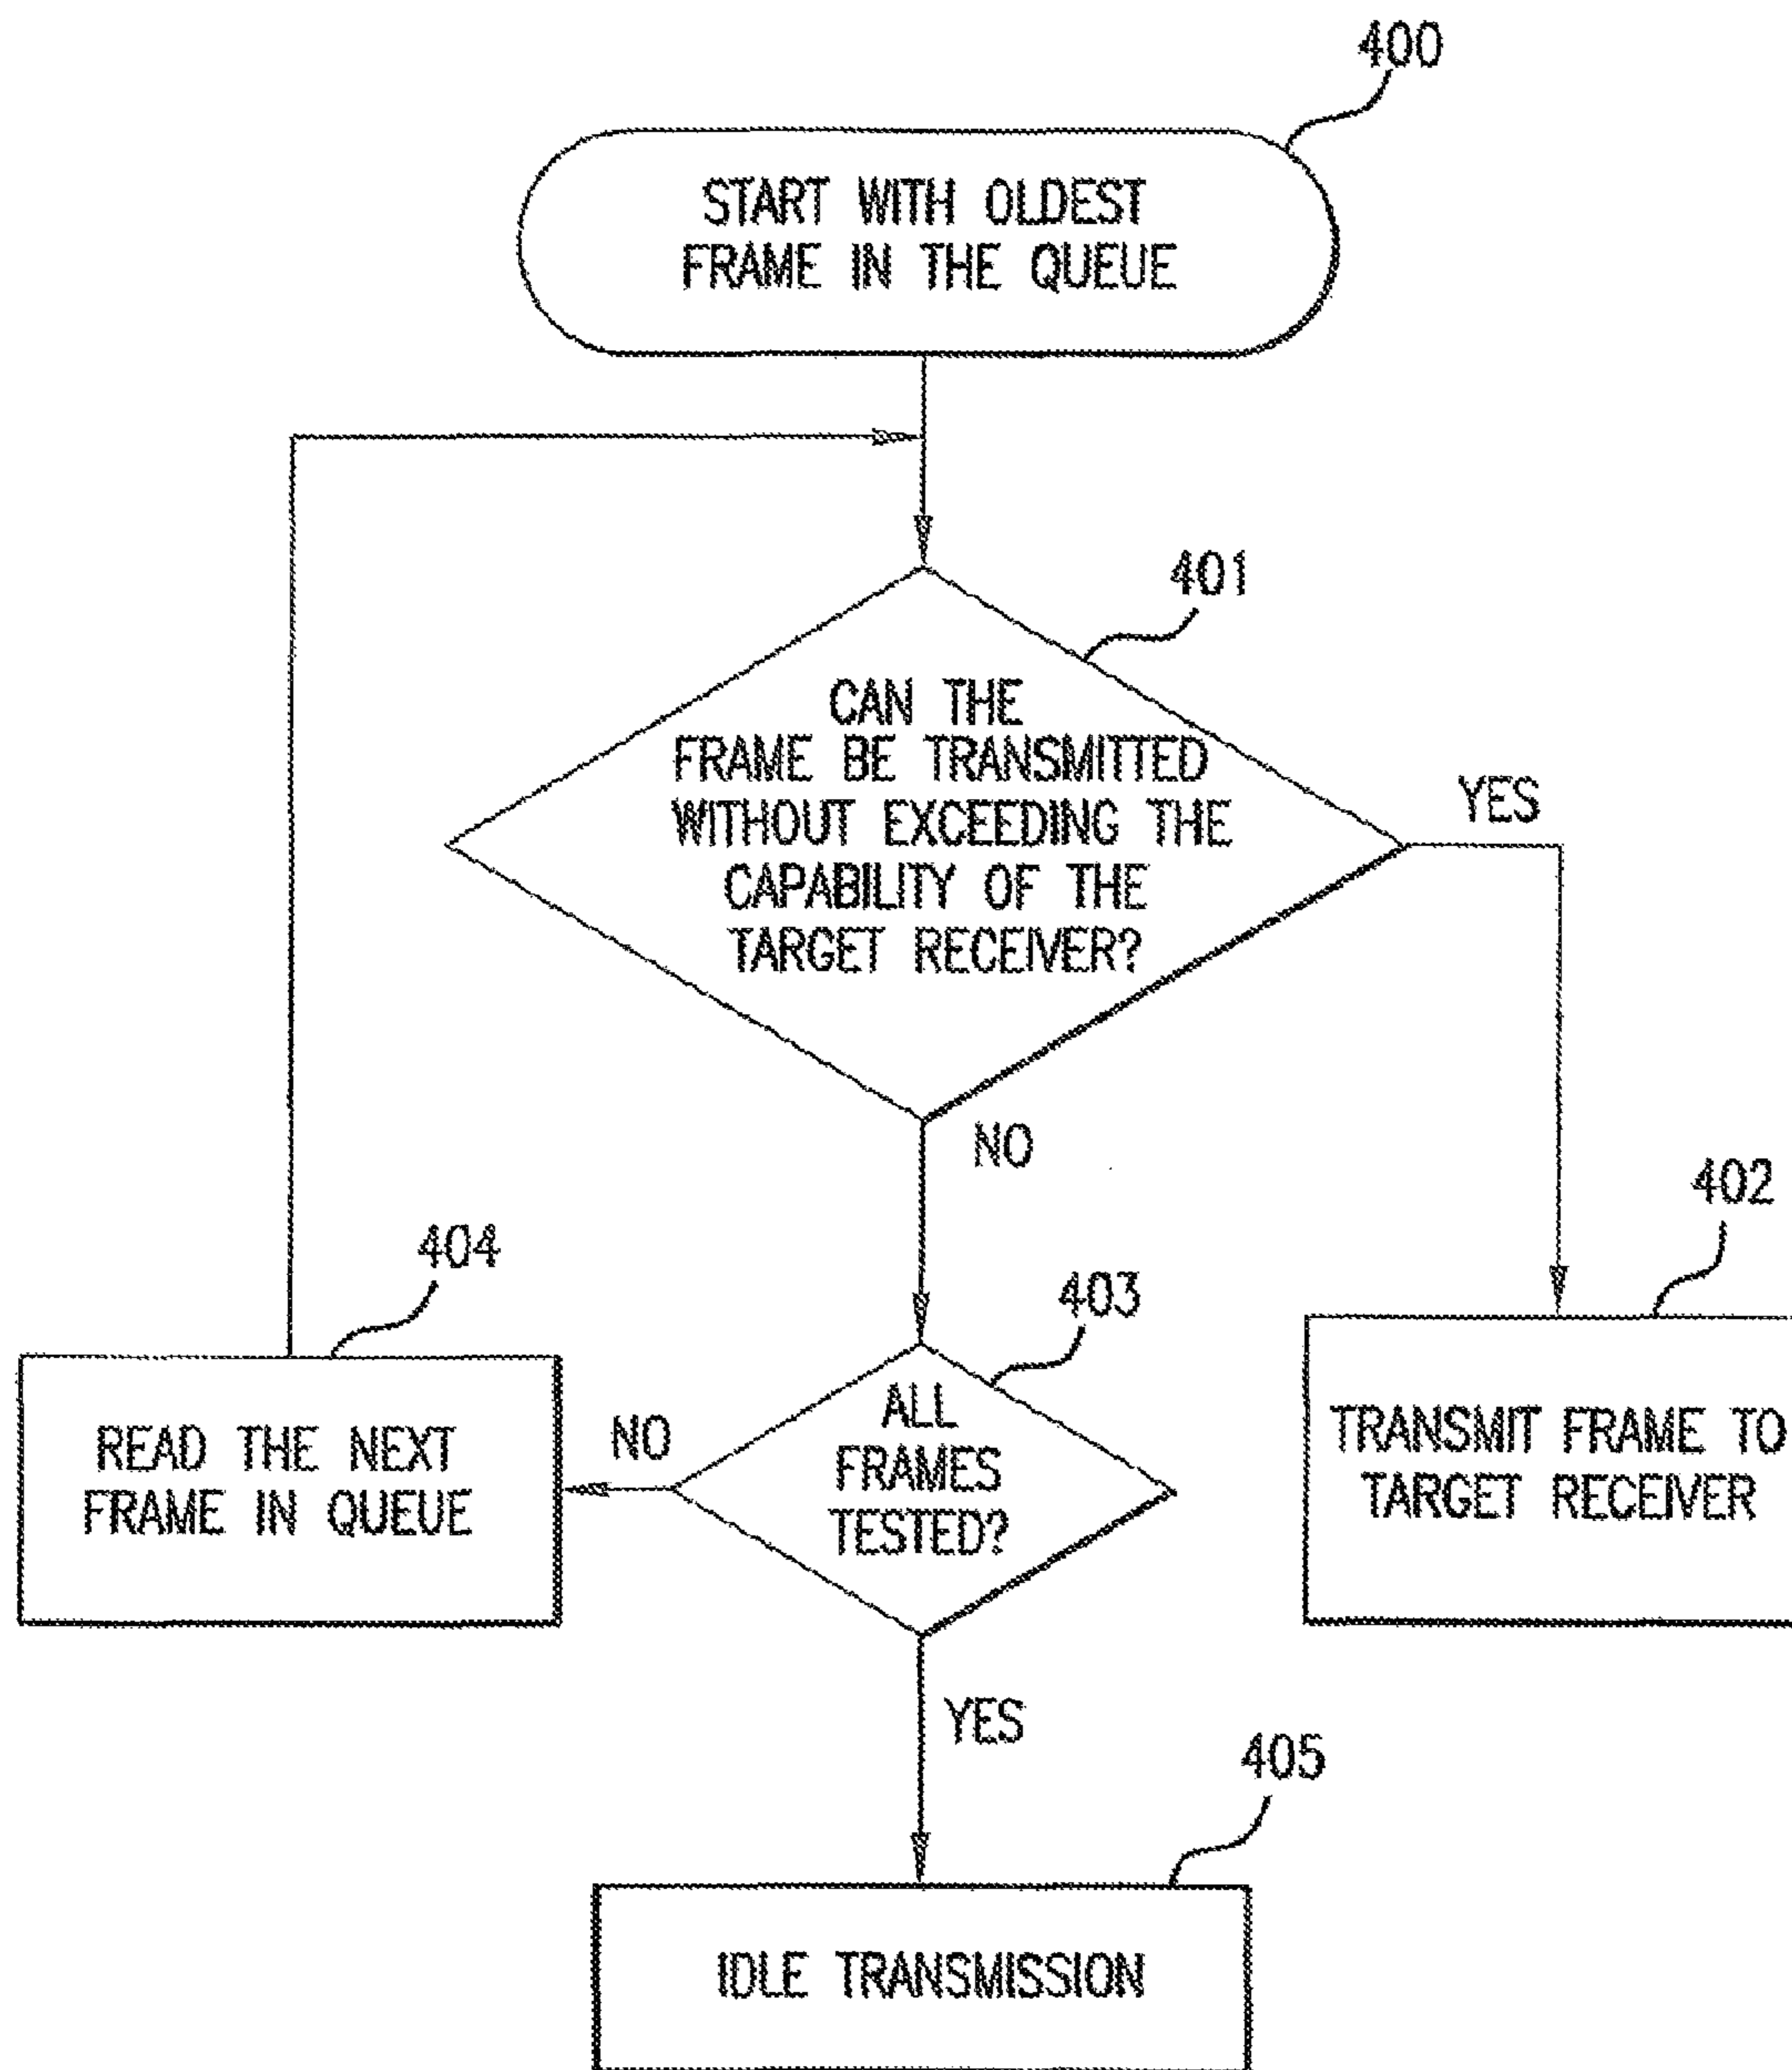 400
START WITH OLDEST
FRAME IN THE QUEUE
401
CAN THE
FRAME BE TRANSMITTED
WITHOUT EXCEEDING THE
CAPABILITY OF THE
TARGET RECEIVER?
YES
NO
402
TRANSMIT FRAME TO
TARGET RECEIVER
403
ALL
FRAMES
TESTED?
NO
404
READ THE NEXT
FRAME IN QUEUE
YES
405
IDLE TRANSMISSION